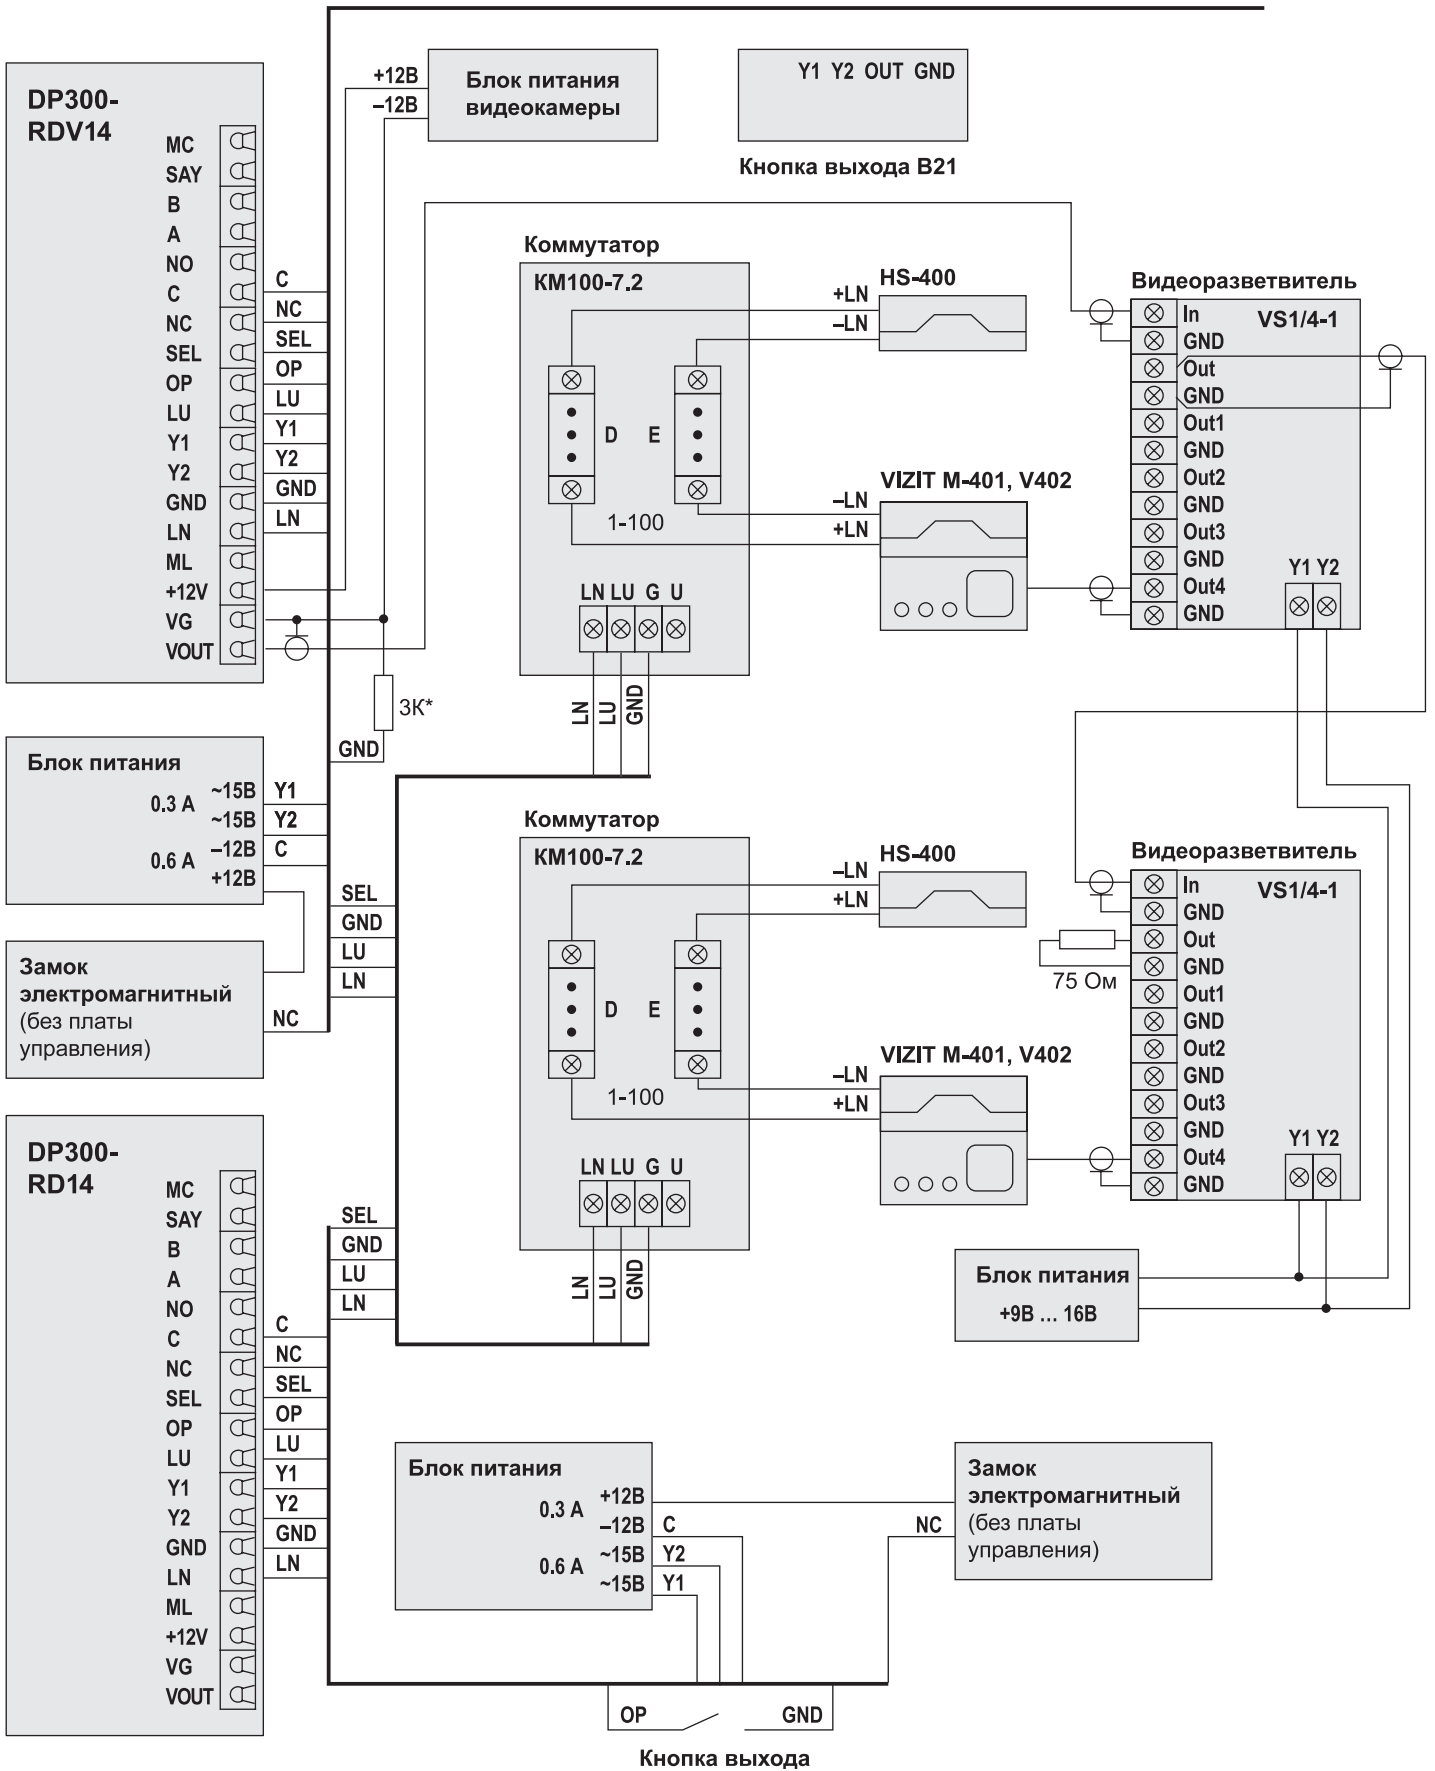 DP300-
RDV14
MC
SAY
B
A
NO
C
NC
SEL
OP
LU
Y1
Y2
GND
LN
ML
+12V
VG
VOUT
C
NC
SEL
OP
LU
Y1
Y2
GND
LN
+12В
–12В
Блок питания
видеокамеры
Y1 Y2 OUT GND
Кнопка выхода В21
3К*
GND
Коммутатор
КМ100-7.2
D E
1-100
LN LU G U
LN
LU
GND
+LN
–LN
HS-400
VIZIT M-401, V402
–LN
+LN
Видеоразветвитель
VS1/4-1
In
GND
Out
GND
Out1
GND
Out2
GND
Out3
GND
Out4
GND
Y1 Y2
Блок питания
0.3 А
~15В
~15В
0.6 А
–12В
+12В
Y1
Y2
C
Замок
электромагнитный
(без платы
управления)
NC
SEL
GND
LU
LN
Коммутатор
КМ100-7.2
D E
1-100
LN LU G U
LN
LU
GND
–LN
+LN
HS-400
VIZIT M-401, V402
–LN
+LN
Видеоразветвитель
VS1/4-1
In
GND
Out
GND
Out1
GND
Out2
GND
Out3
GND
Out4
GND
Y1 Y2
75 Ом
Блок питания
+9В ... 16В
DP300-
RD14
MC
SAY
B
A
NO
C
NC
SEL
OP
LU
Y1
Y2
GND
LN
ML
+12V
VG
VOUT
C
NC
SEL
OP
LU
Y1
Y2
GND
LN
SEL
GND
LU
LN
Блок питания
0.3 А
+12В
–12В
0.6 А
~15В
~15В
C
Y2
Y1
NC
Замок
электромагнитный
(без платы
управления)
OP
GND
Кнопка выхода